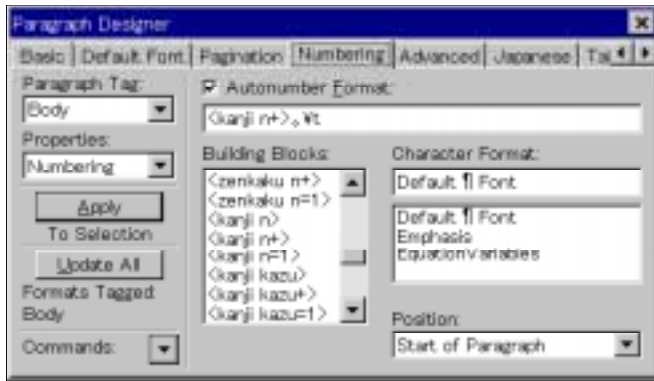 Paragraph Designer
Basic Default Font Pagination Numbering Advanced Japanese Ta
Paragraph Tag:
Body
Properties:
Numbering
Apply
To Selection
Update All
Formats Tagged:
Body
Commands:
Autonumber Format:
<kanji n+>。¥t
Building Blocks:
<zenkaku n+>
<zenkaku n=1>
<kanji n>
<kanji n+>
<kanji n=1>
<kanji kazu>
<kanji kazu+>
<kanji kazu=1>
Character Format:
Default ¶ Font
Default ¶ Font
Emphasis
EquationVariables
Position:
Start of Paragraph